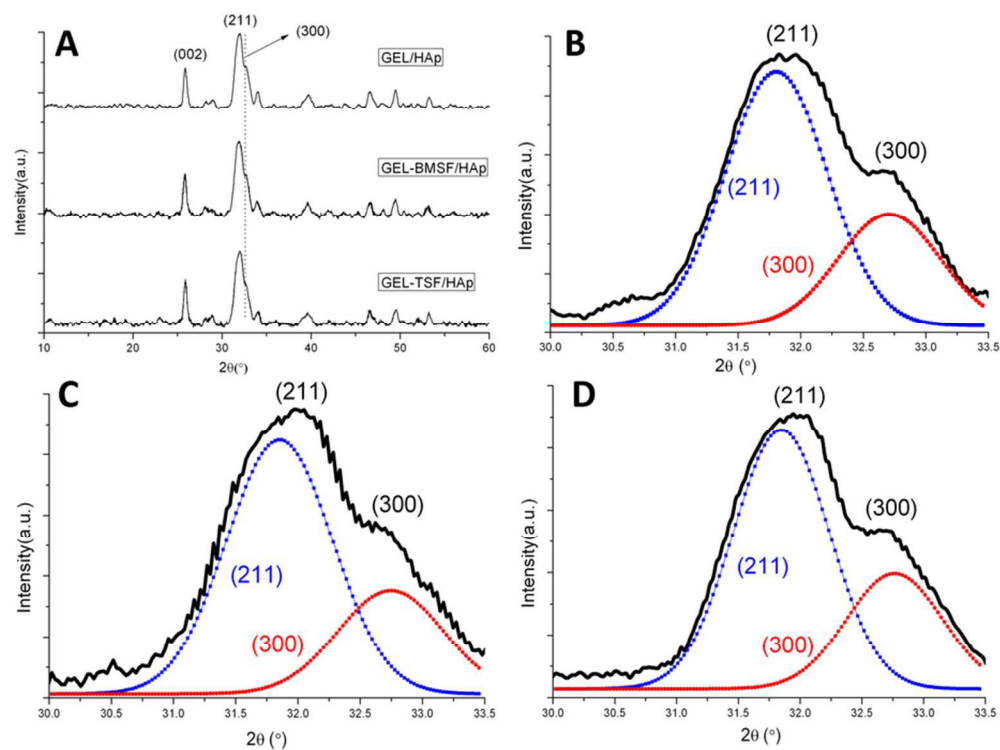 A
(002)
(211)
(300)
GEL/HAp
GEL-BMSF/HAp
GEL-TSF/HAp
Intensity(a.u.)
10 20 30 40 50 60
2θ(°)
B
(211)
(300)
(211)
(300)
Intensity(a.u.)
30.0 30.5 31.0 31.5 32.0 32.5 33.0 33.5
2θ (°)
C
(211)
(300)
(211)
(300)
Intensity(a.u.)
30.0 30.5 31.0 31.5 32.0 32.5 33.0 33.5
2θ (°)
D
(211)
(300)
(211)
(300)
Intensity(a.u.)
30.0 30.5 31.0 31.5 32.0 32.5 33.0 33.5
2θ (°)